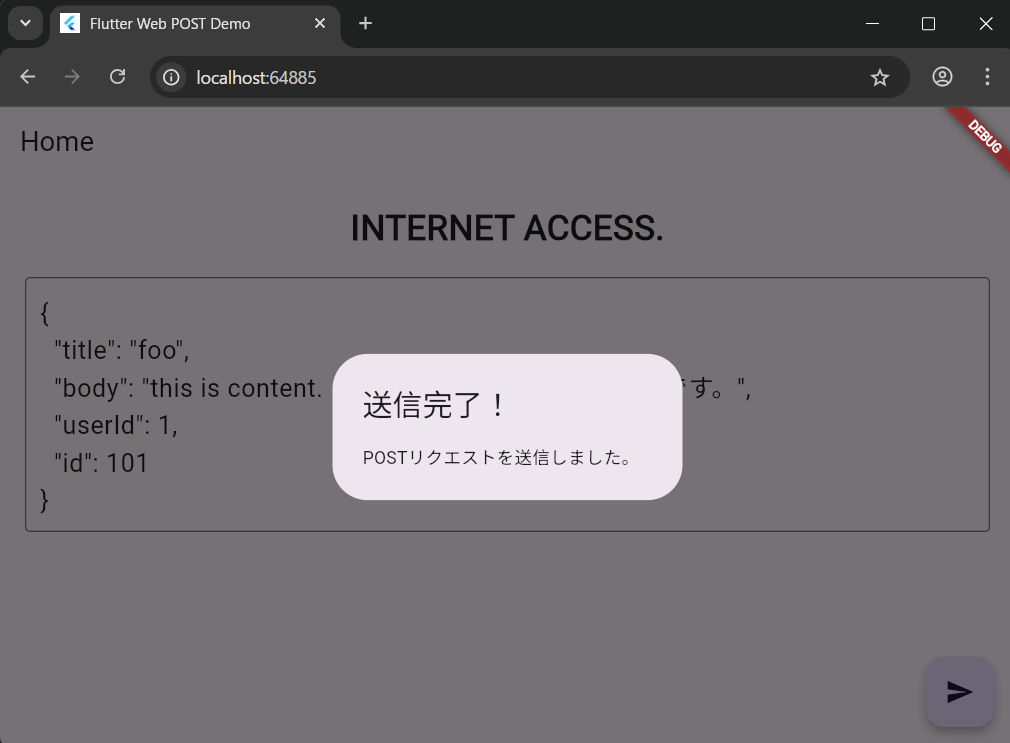 Flutter Web POST Demo
localhost:64885
Home
DEBUG
INTERNET ACCESS.
{
"title": "foo",
"body": "this is content. す。",
"userId": 1,
"id": 101
}
送信完了！
POSTリクエストを送信しました。